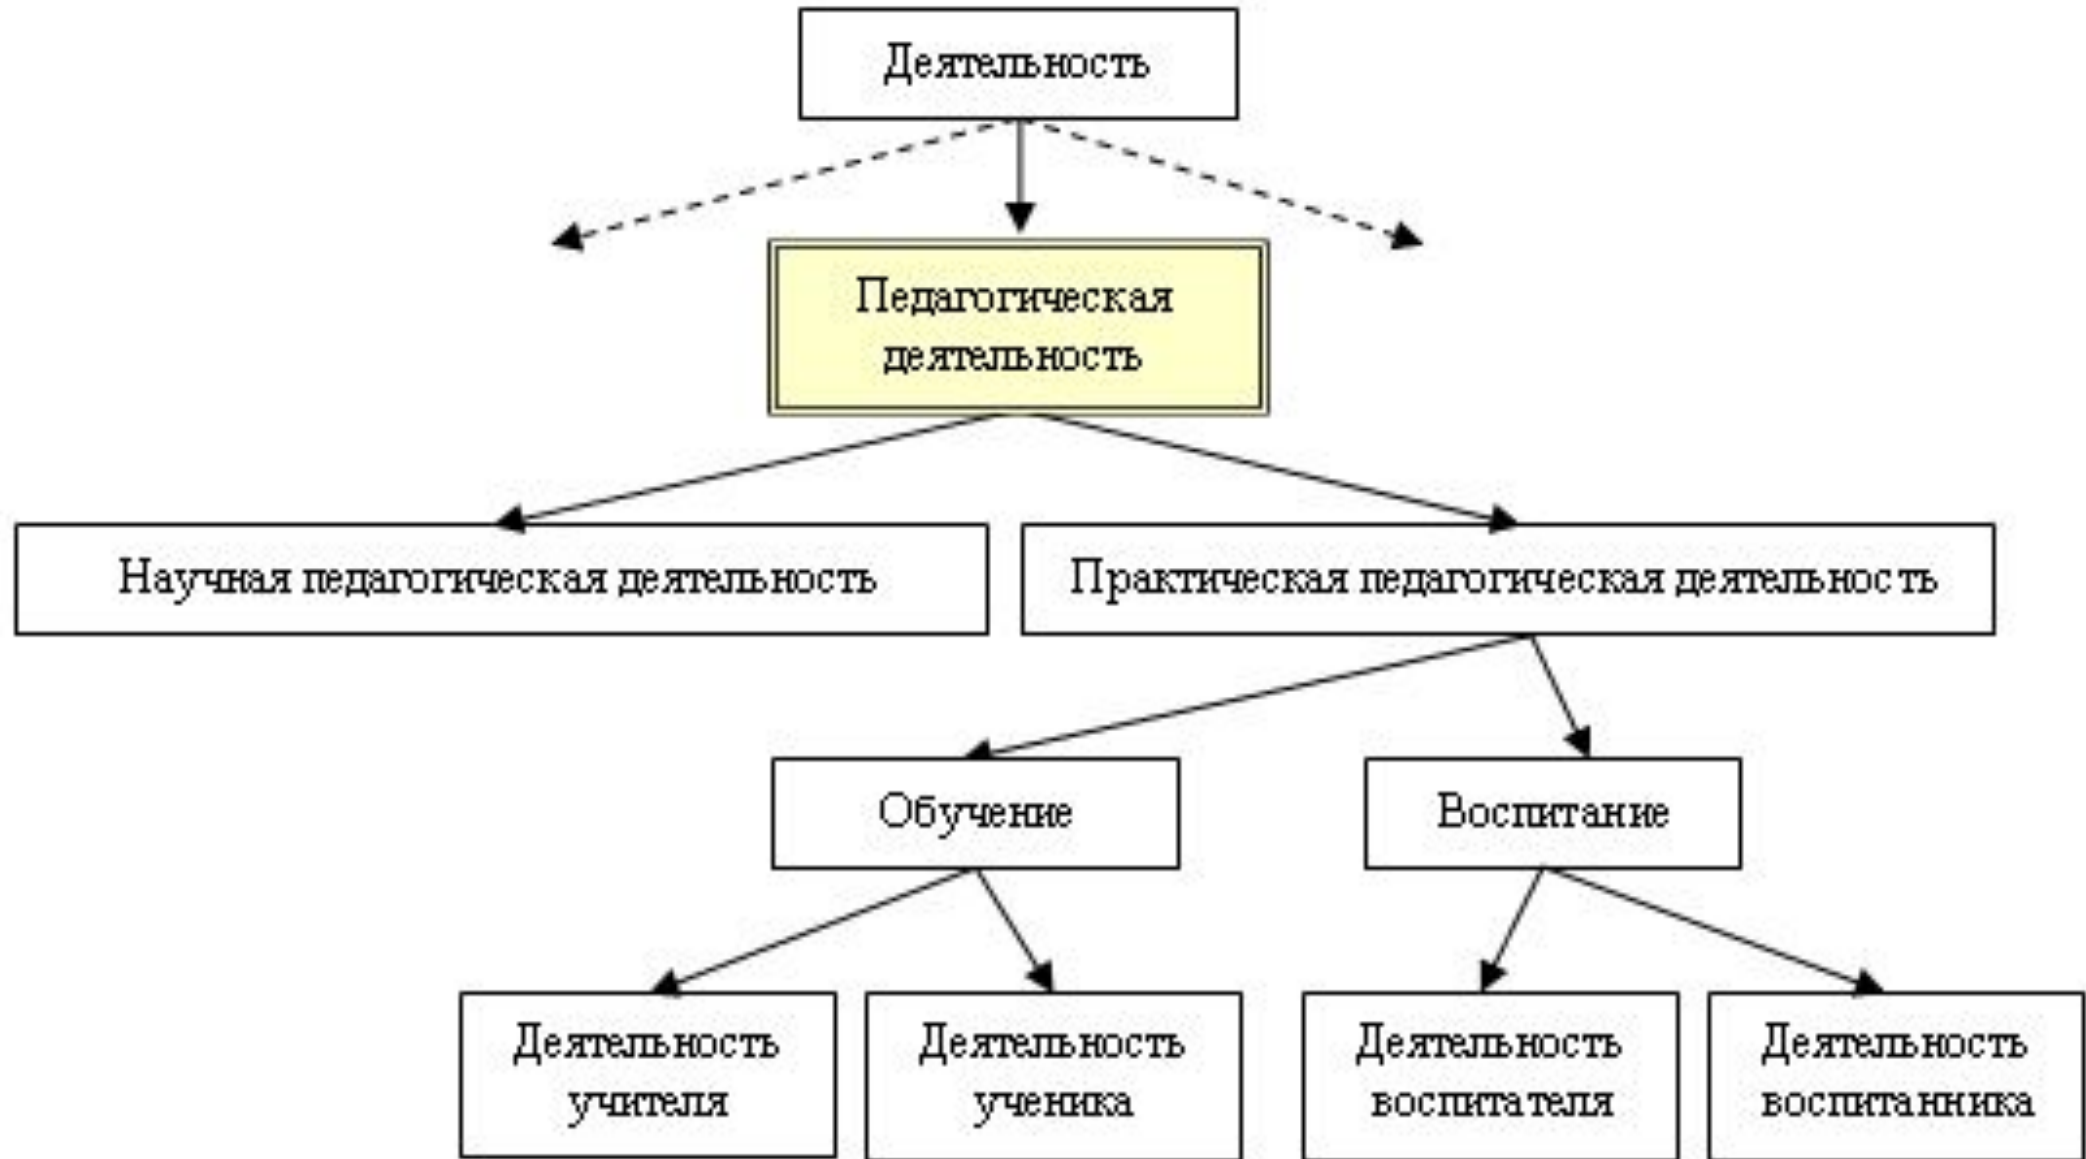 Деятельность
Педагогическая
деятельность
Научная педагогическая деятельность
Практическая педагогическая деятельность
Обучение
Воспитание
Деятельность
учителя
Деятельность
ученика
Деятельность
воспитателя
Деятельность
воспитанника